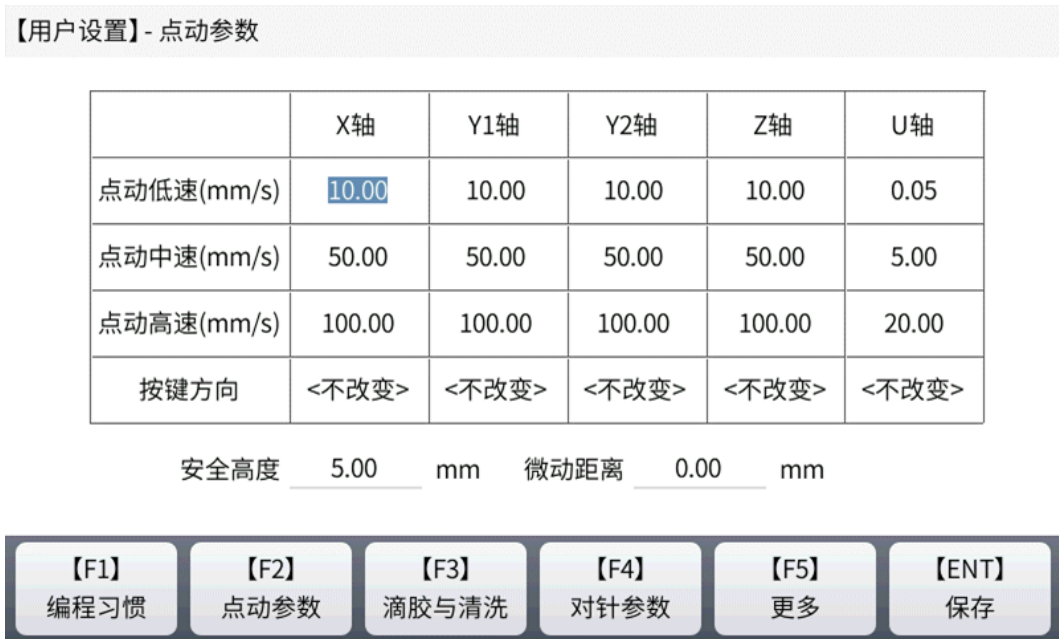 【用户设置】- 点动参数
X轴 Y1轴 Y2轴 Z轴 U轴
点动低速(mm/s) 10.00 10.00 10.00 10.00 0.05
点动中速(mm/s) 50.00 50.00 50.00 50.00 5.00
点动高速(mm/s) 100.00 100.00 100.00 100.00 20.00
按键方向 <不改变> <不改变> <不改变> <不改变> <不改变>
安全高度 5.00 mm 微动距离 0.00 mm
【F1】 【F2】 【F3】 【F4】 【F5】 【ENT】
编程习惯 点动参数 滴胶与清洗 对针参数 更多 保存